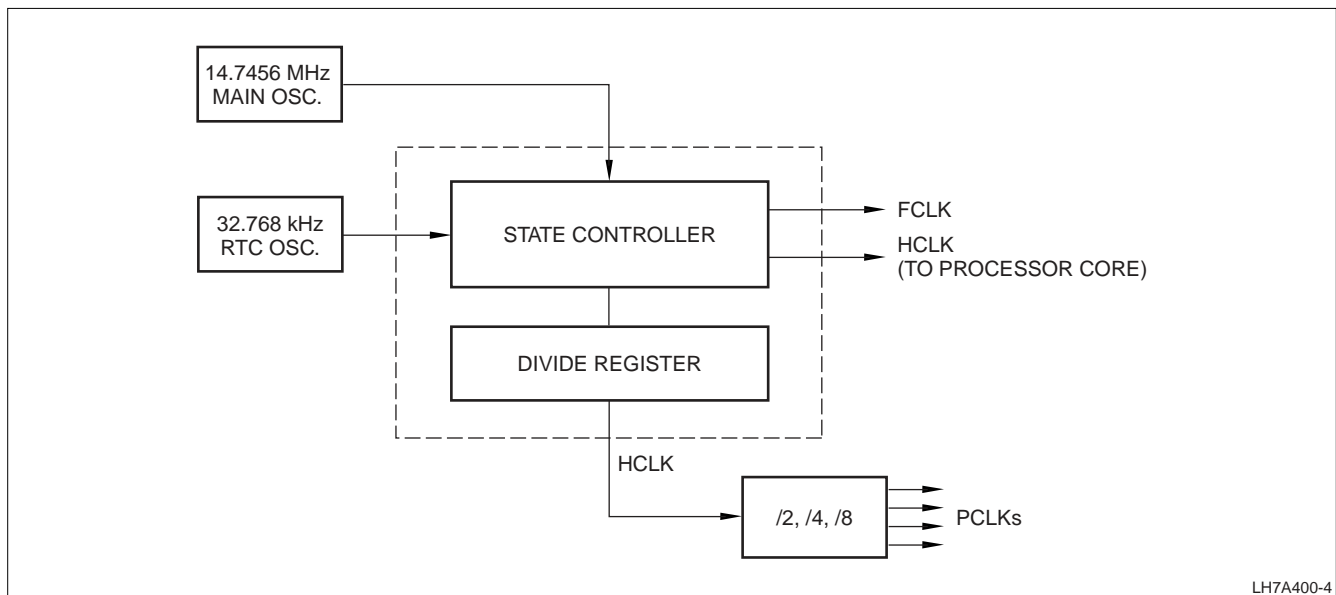 14.7456 MHz
MAIN OSC.
32.768 kHz
RTC OSC.
STATE CONTROLLER
FCLK
HCLK
(TO PROCESSOR CORE)
DIVIDE REGISTER
HCLK
/2, /4, /8
PCLKs
LH7A400-4